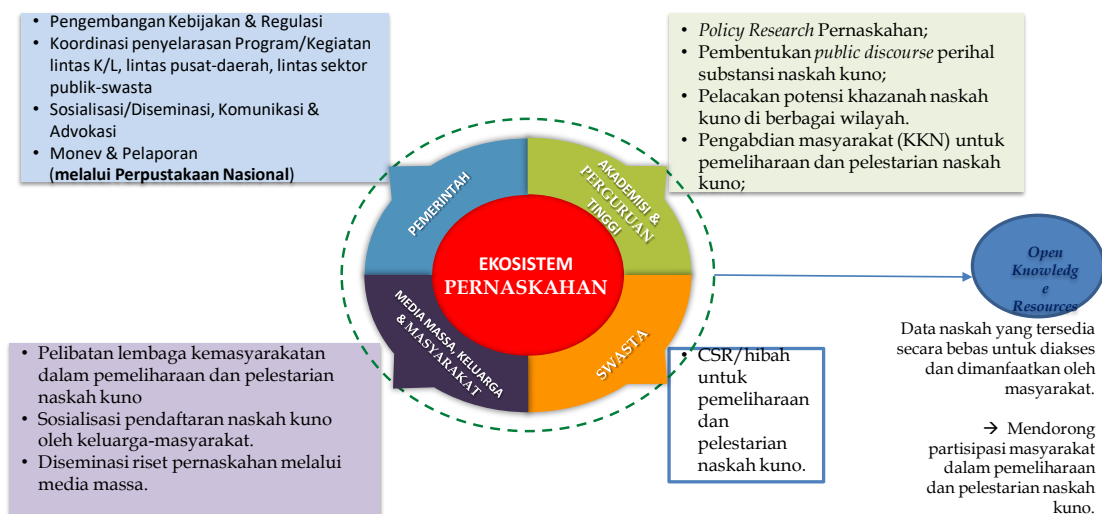 • Pengembangan Kebijakan & Regulasi
• Koordinasi penyelarasan Program/Kegiatan
lintas K/L, lintas pusat-daerah, lintas sektor
publik-swasta
• Sosialisasi/Diseminasi, Komunikasi &
Advokasi
• Monev & Pelaporan
(melalui Perpustakaan Nasional)
• Policy Research Pernaskahan;
• Pembentukan public discourse perihal
substansi naskah kuno;
• Pelacakan potensi khazanah naskah
kuno di berbagai wilayah.
• Pengabdian masyarakat (KKN) untuk
pemeliharaan dan pelestarian naskah
kuno;
PEMERINTAH
AKADEMISI &
PERGURUAN
TINGGI
EKOSISTEM
PERNASKAHAN
MEDIA MASSA, KELUARGA
& MASYARAKAT
SWASTA
Open
Knowledg
e
Resources
Data naskah yang tersedia
secara bebas untuk diakses
dan dimanfaatkan oleh
masyarakat.
→ Mendorong
partisipasi masyarakat
dalam pemeliharaan
dan pelestarian naskah
kuno.
• Pelibatan lembaga kemasyarakatan
dalam pemeliharaan dan pelestarian
naskah kuno
• Sosialisasi pendaftaran naskah kuno
oleh keluarga-masyarakat.
• Diseminasi riset pernaskahan melalui
media massa.
• CSR/hibah
untuk
pemeliharaan
dan
pelestarian
naskah kuno.